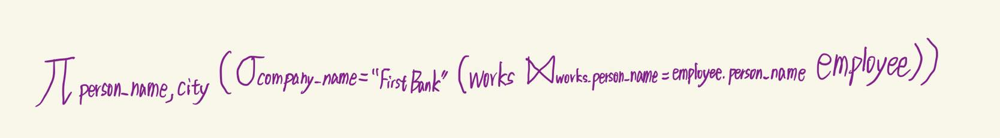 π person_name, city (σ company_name = "First Bank" (works ⋈ works.person_name = employee.person_name employee))